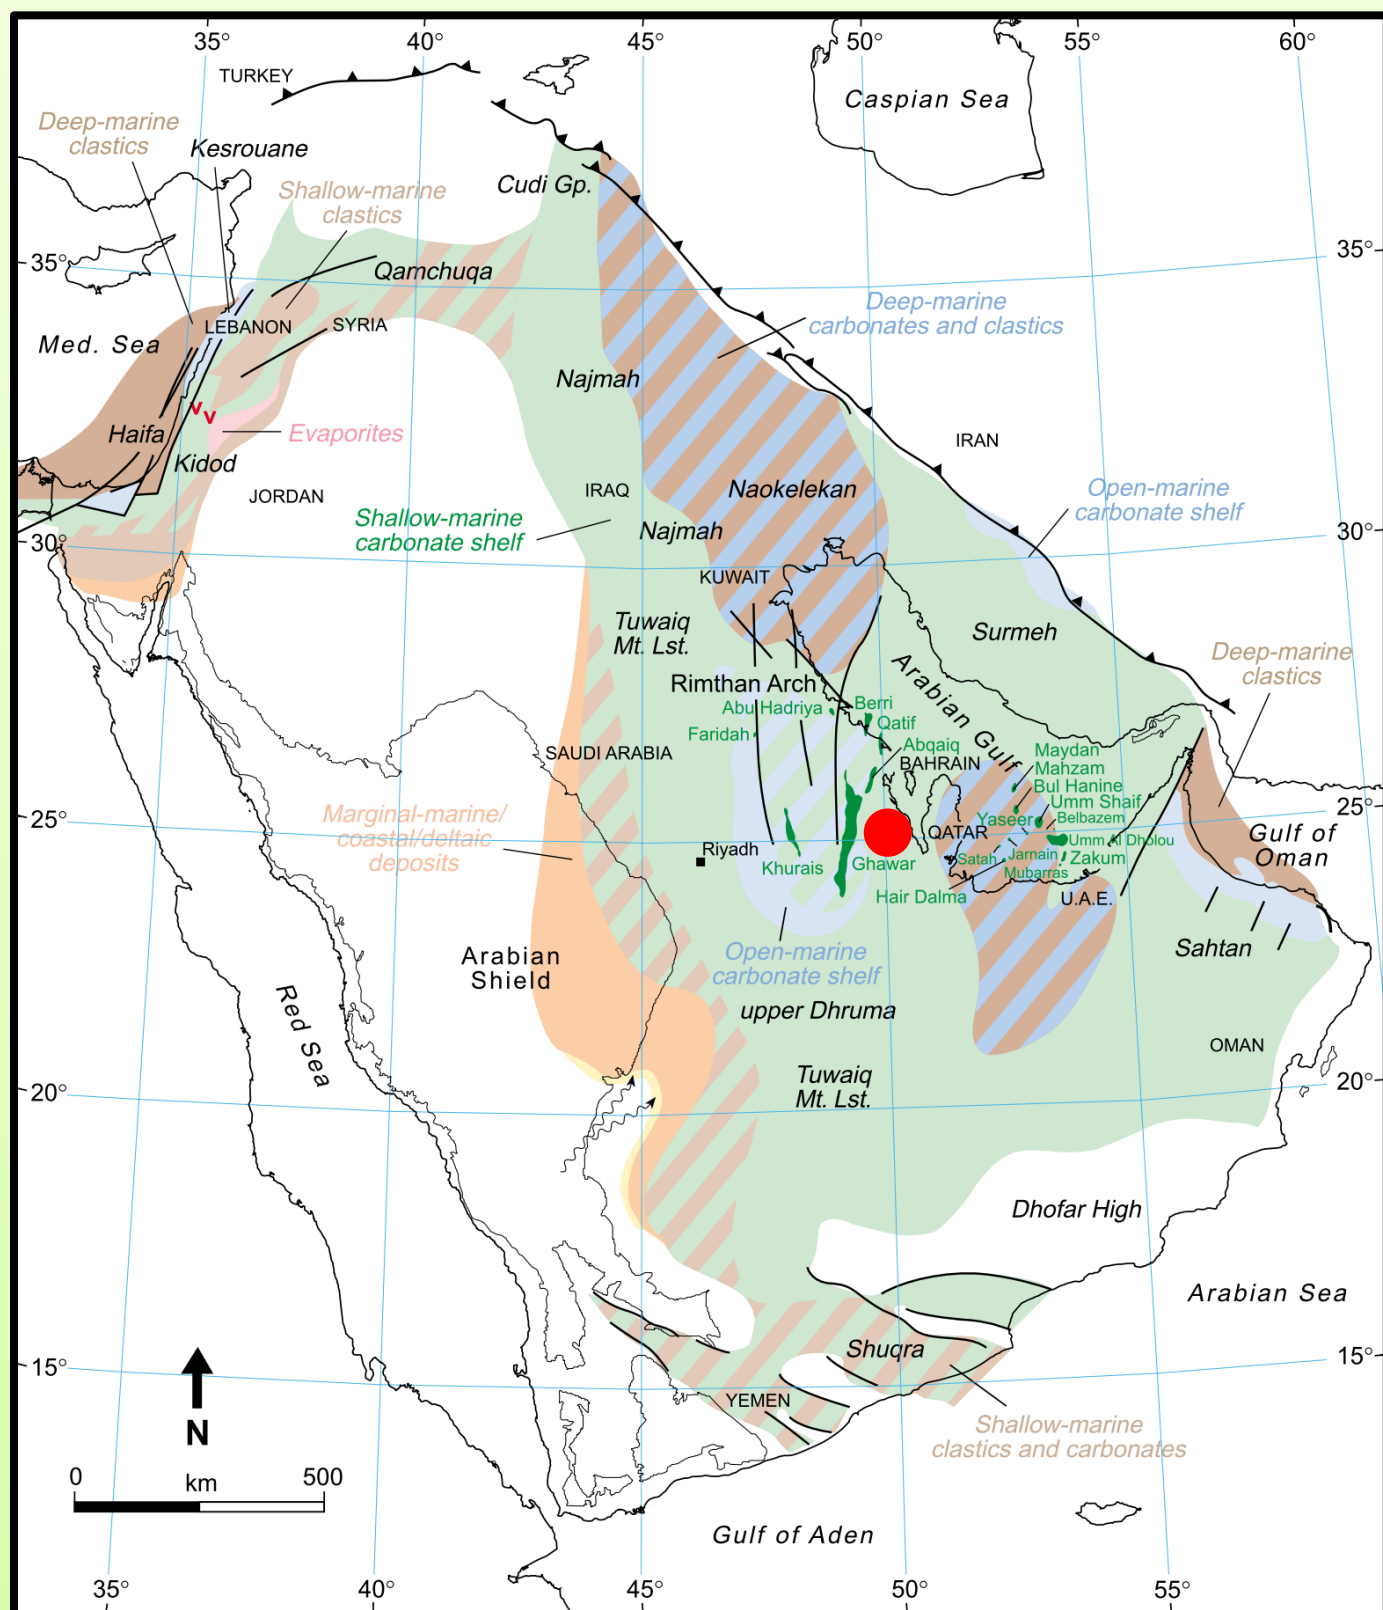 35°
40°
45°
50°
55°
60°
TURKEY
Caspian Sea
Deep-marine
clastics
Kesrouane
Shallow-marine
clastics
Cudi Gp.
35°
35°
Qamchuqa
Deep-marine
carbonates and clastics
LEBANON
SYRIA
Med. Sea
Najmah
v
v
Haifa
Evaporites
IRAN
Kidod
JORDAN
IRAQ
Naokelekan
Open-marine
carbonate shelf
Shallow-marine
carbonate shelf
Najmah
30°
30°
KUWAIT
Tuwaiq
Mt. Lst.
Surmeh
Deep-marine
clastics
Rimthan Arch
Arabian Gulf
Abu Hadriya
Berri
Qatif
Faridah
Abqaiq
SAUDI ARABIA
BAHRAIN
Maydan
Mahzam
Bul Hanine
Umm Shaif
Belbazem
Yaseer
25°
25°
Marginal-marine/
coastal/deltaic
deposits
QATAR
Umm Al Dholou
Gulf of
Oman
Riyadh
Satah
Jarnain
Zakum
Khurais
Ghawar
Mubarras
Hair Dalma
U.A.E.
Arabian
Shield
Open-marine
carbonate shelf
Sahtan
Red Sea
upper Dhruma
OMAN
20°
20°
Tuwaiq
Mt. Lst.
Dhofar High
Arabian Sea
15°
15°
Shuqra
N
YEMEN
Shallow-marine
clastics and carbonates
0
km
500
Gulf of Aden
35°
40°
45°
50°
55°